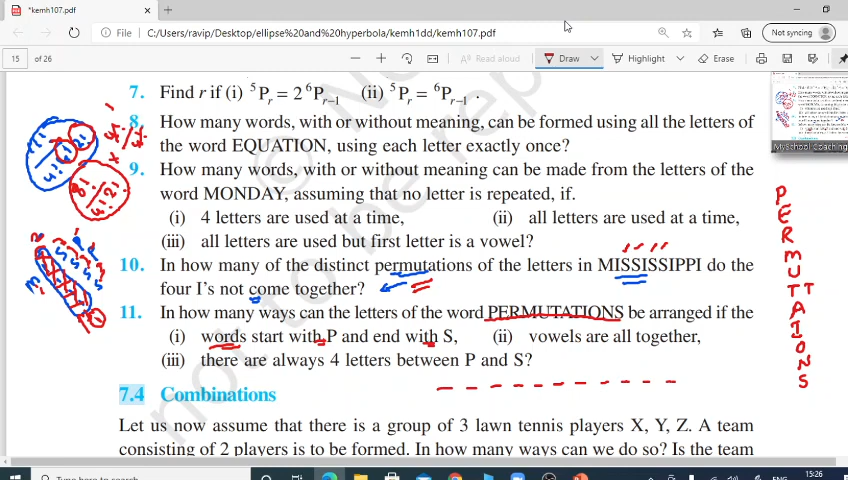 *kemh107.pdf
File C:/Users/ravip/Desktop/ellipse%20and%20hyperbola/kemh1dd/kemh107.pdf Not syncing
15 of 26 Read aloud Draw Highlight Erase
7. Find r if (i) ⁵Pᵣ = 2 ⁶Pᵣ₋₁ (ii) ⁵Pᵣ = ⁶Pᵣ₋₁ .
8. How many words, with or without meaning, can be formed using all the letters of
the word EQUATION, using each letter exactly once?
9. How many words, with or without meaning can be made from the letters of the
word MONDAY, assuming that no letter is repeated, if.
(i) 4 letters are used at a time, (ii) all letters are used at a time,
(iii) all letters are used but first letter is a vowel?
10. In how many of the distinct permutations of the letters in MISSISSIPPI do the
four I's not come together?
11. In how many ways can the letters of the word PERMUTATIONS be arranged if the
(i) words start with P and end with S, (ii) vowels are all together,
(iii) there are always 4 letters between P and S?
7.4 Combinations
Let us now assume that there is a group of 3 lawn tennis players X, Y, Z. A team
consisting of 2 players is to be formed. In how many ways can we do so? Is the team
not to be rep
MySchool Coaching
P
E
R
M
U
T T
A
I
O
N
S
Type here to search
ENG
15:26